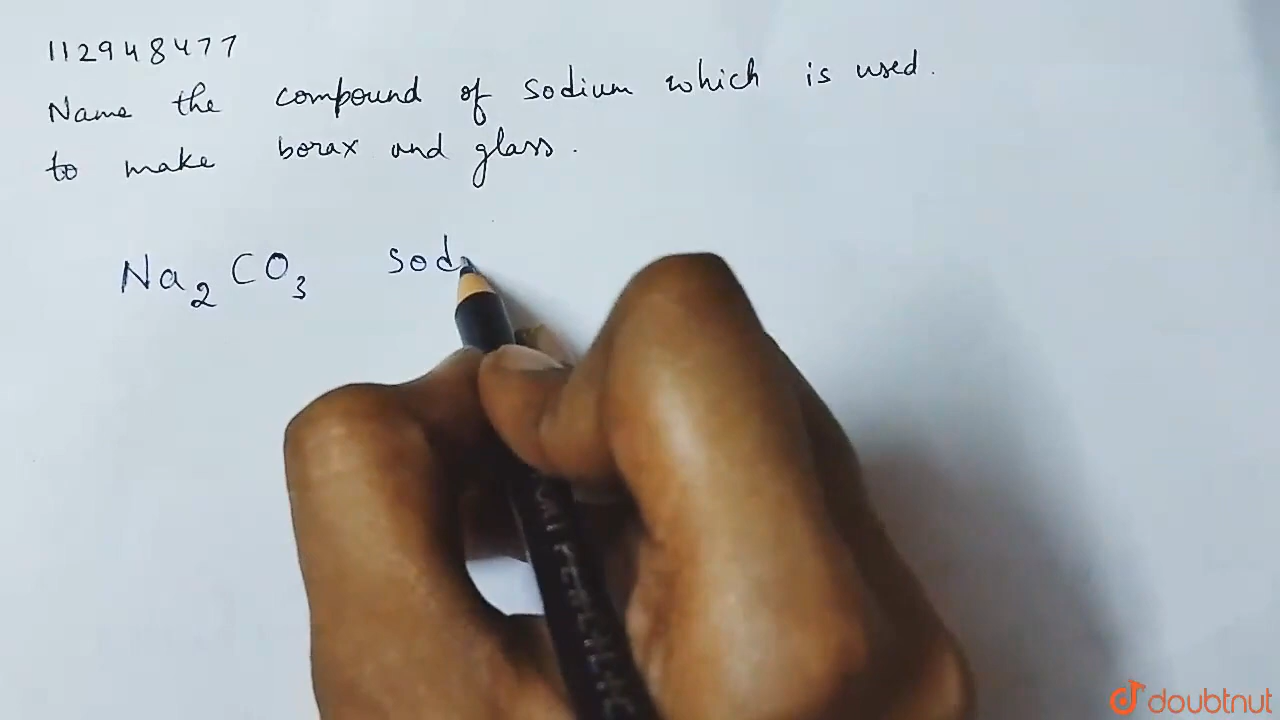 112948477
Name the compound of sodium which is used.
to make borax and glass.
Na2CO3 sod
doubtnut